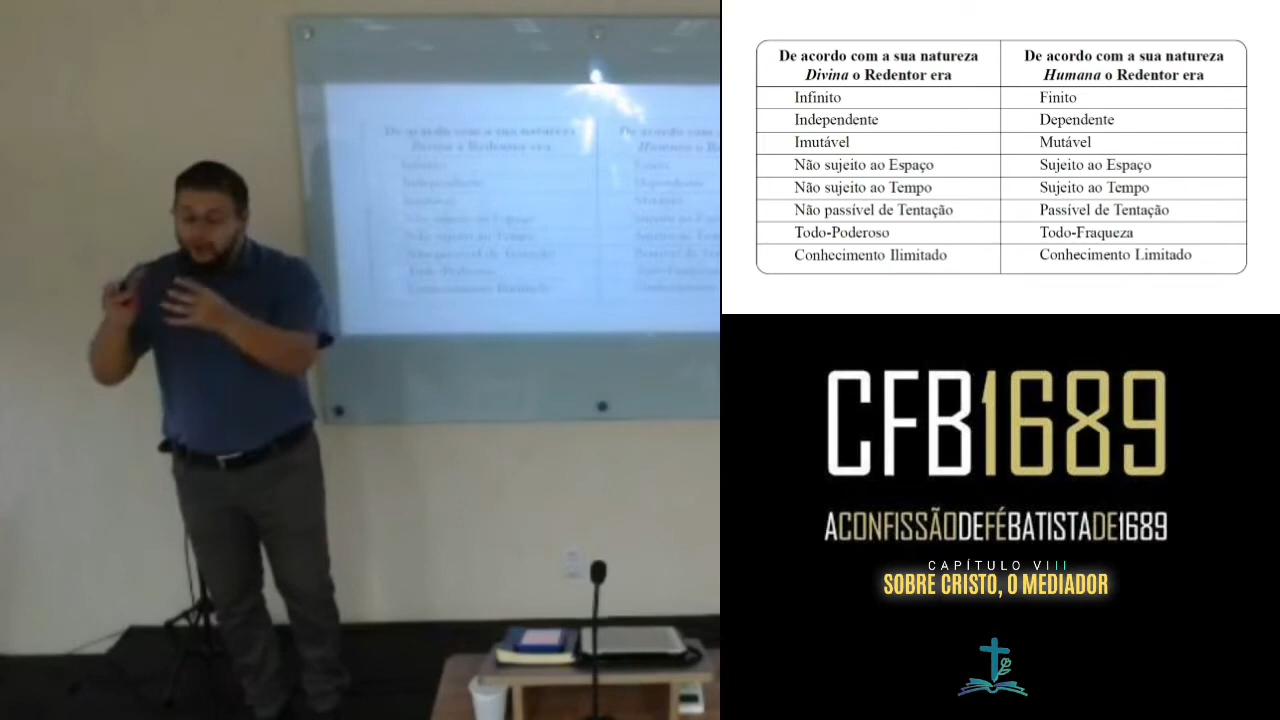 De acordo com a sua natureza
Divina o Redentor era
De acordo com a sua natureza
Humana o Redentor era
Infinito
Finito
Independente
Dependente
Imutável
Mutável
Não sujeito ao Espaço
Sujeito ao Espaço
Não sujeito ao Tempo
Sujeito ao Tempo
Não passível de Tentação
Passível de Tentação
Todo-Poderoso
Todo-Fraqueza
Conhecimento Ilimitado
Conhecimento Limitado
CFB1689
ACONFISSÃODEFÉBATISTADE1689
CAPÍTULO VIII
SOBRE CRISTO, O MEDIADOR